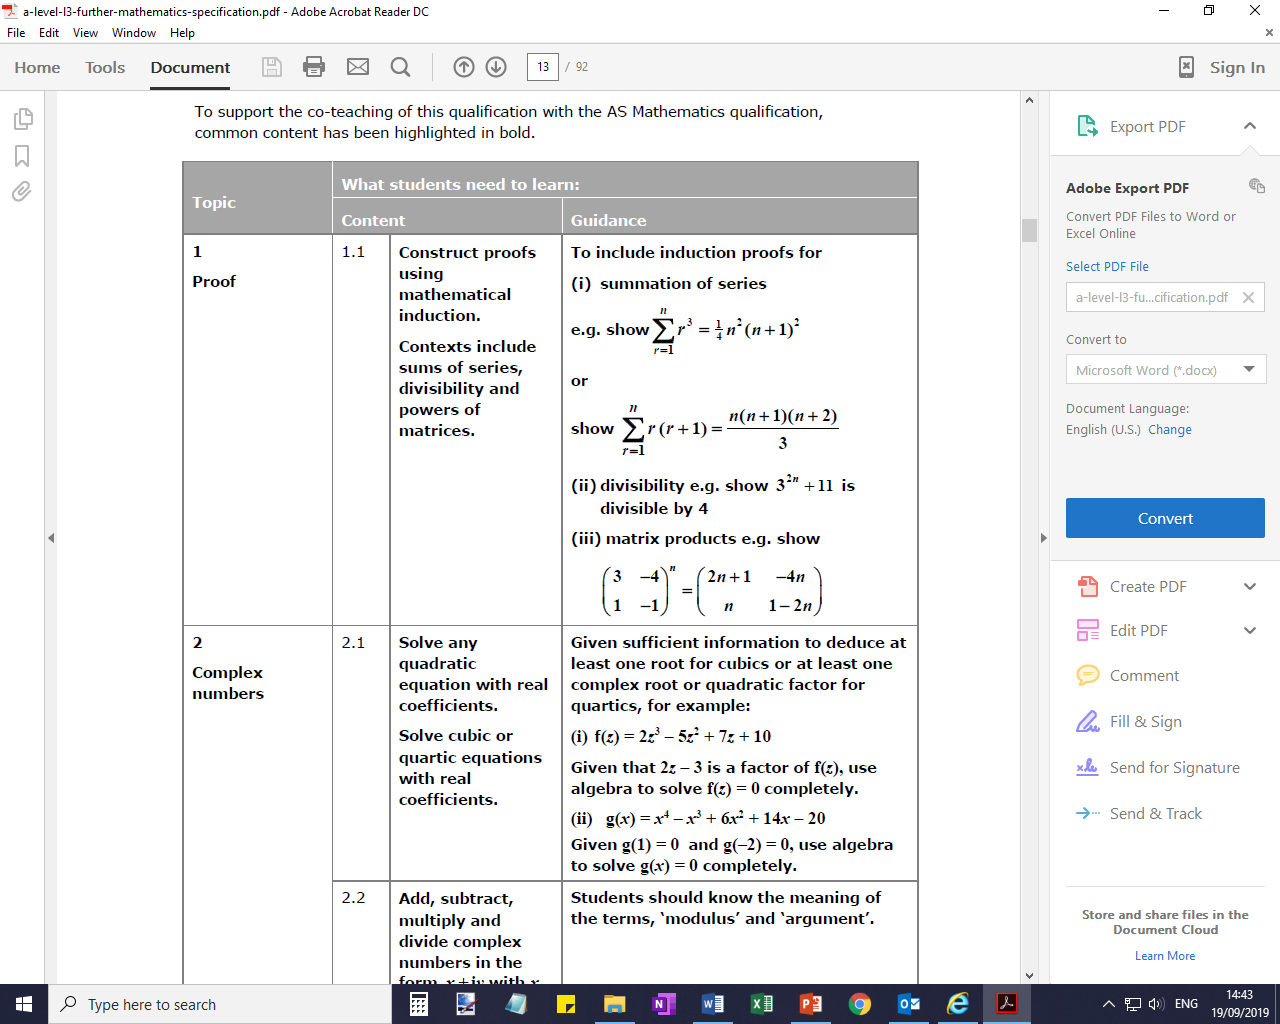 a-level-l3-further-mathematics-specification.pdf - Adobe Acrobat Reader DC
File Edit View Window Help
Home Tools Document 13 / 92 Sign In
To support the co-teaching of this qualification with the AS Mathematics qualification,
common content has been highlighted in bold.
Topic
What students need to learn:
Content
Guidance
1
Proof
1.1
Construct proofs
using
mathematical
induction.
Contexts include
sums of series,
divisibility and
powers of
matrices.
To include induction proofs for
(i) summation of series
e.g. show ∑_{r=1}^{n} r³ = ¼ n² (n + 1)²
or
show ∑_{r=1}^{n} r (r + 1) = n(n + 1)(n + 2) / 3
(ii) divisibility e.g. show 3²ⁿ + 11 is
divisible by 4
(iii) matrix products e.g. show
(3 −4; 1 −1)ⁿ = (2n + 1 −4n; n 1 − 2n)
2
Complex
numbers
2.1
Solve any
quadratic
equation with real
coefficients.
Solve cubic or
quartic equations
with real
coefficients.
Given sufficient information to deduce at
least one root for cubics or at least one
complex root or quadratic factor for
quartics, for example:
(i) f(z) = 2z³ – 5z² + 7z + 10
Given that 2z – 3 is a factor of f(z), use
algebra to solve f(z) = 0 completely.
(ii) g(x) = x⁴ – x³ + 6x² + 14x – 20
Given g(1) = 0 and g(–2) = 0, use algebra
to solve g(x) = 0 completely.
2.2
Add, subtract,
multiply and
divide complex
numbers in the
form x + iy with x
Students should know the meaning of
the terms, ‘modulus’ and ‘argument’.
Export PDF
Adobe Export PDF
Convert PDF Files to Word or
Excel Online
Select PDF File
a-level-l3-fu...cification.pdf
Convert to
Microsoft Word (*.docx)
Document Language:
English (U.S.) Change
Convert
Create PDF
Edit PDF
Comment
Fill & Sign
Send for Signature
Send & Track
Store and share files in the
Document Cloud
Learn More
Type here to search
ENG
14:43
19/09/2019